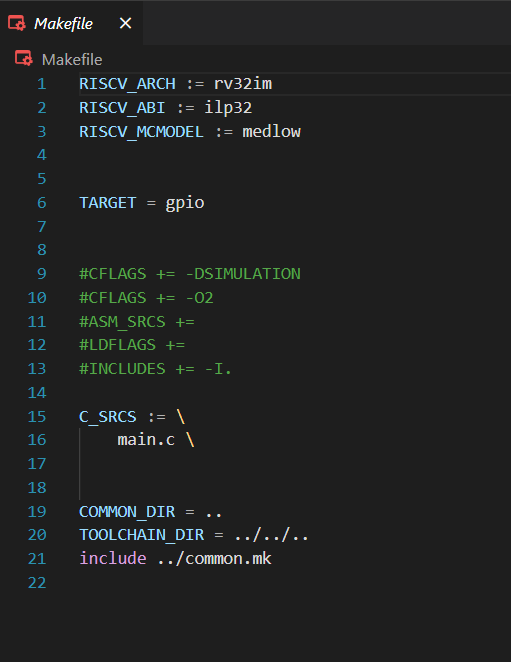 Makefile ×
Makefile
1 RISCV_ARCH := rv32im
2 RISCV_ABI := ilp32
3 RISCV_MCMODEL := medlow
4
5
6 TARGET = gpio
7
8
9 #CFLAGS += -DSIMULATION
10 #CFLAGS += -O2
11 #ASM_SRCS +=
12 #LDFLAGS +=
13 #INCLUDES += -I.
14
15 C_SRCS := \
16     main.c \
17
18
19 COMMON_DIR = ..
20 TOOLCHAIN_DIR = ../../..
21 include ../common.mk
22